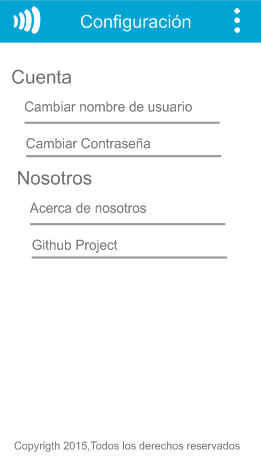 Configuración
Cuenta
Cambiar nombre de usuario
Cambiar Contraseña
Nosotros
Acerca de nosotros
Github Project
Copyrigth 2015,Todos los derechos reservados